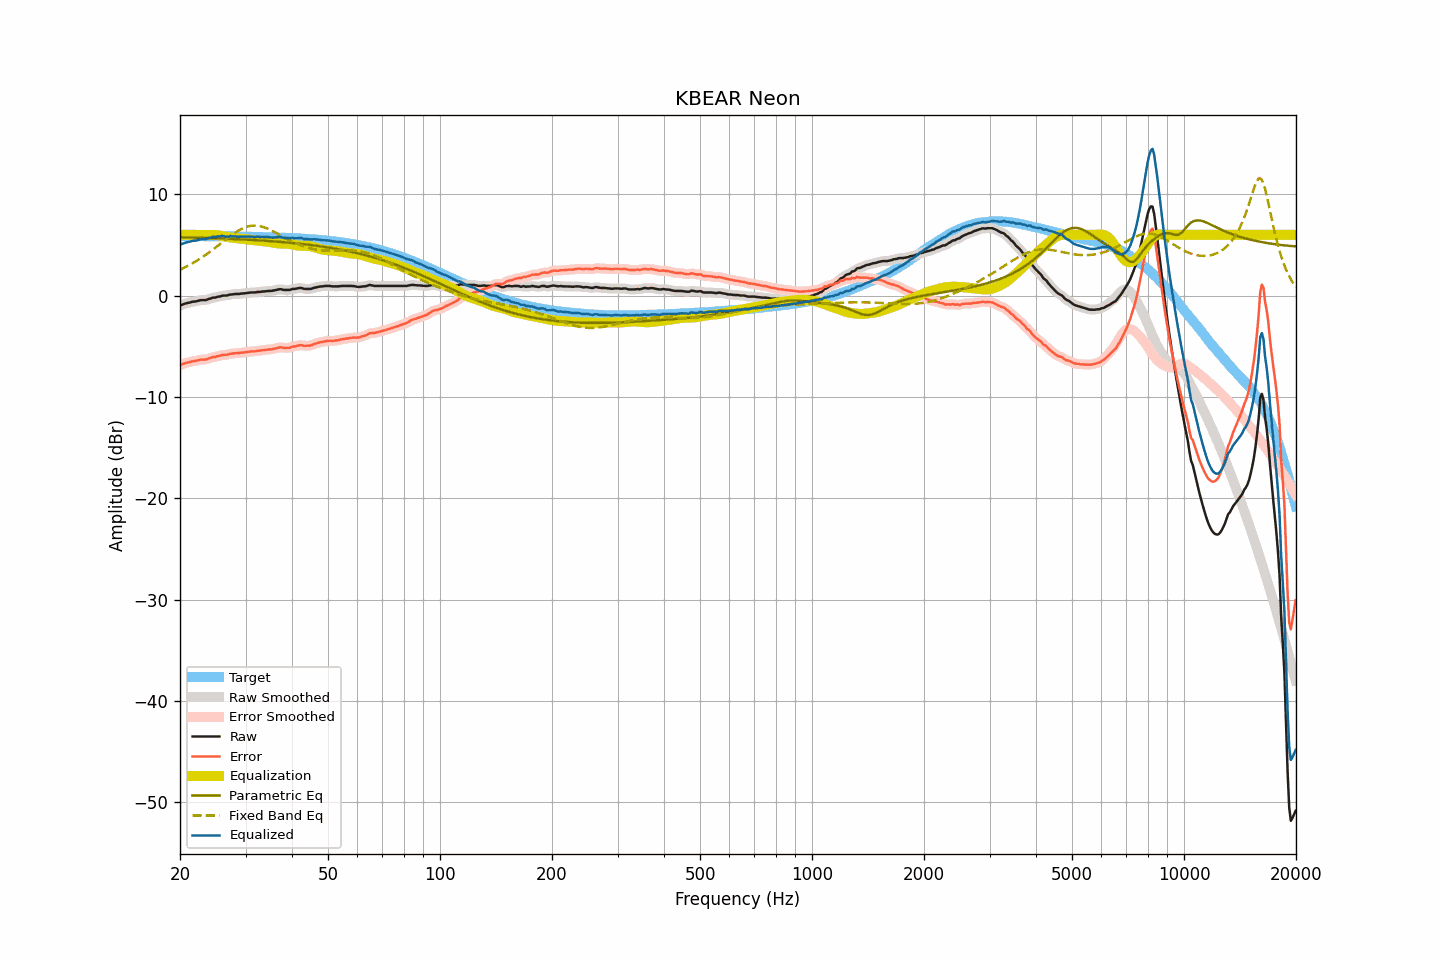 KBEAR Neon
10
0
−10
−20
−30
−40
−50
Amplitude (dBr)
Target
Raw Smoothed
Error Smoothed
Raw
Error
Equalization
Parametric Eq
Fixed Band Eq
Equalized
20 50 100 200 500 1000 2000 5000 10000 20000
Frequency (Hz)